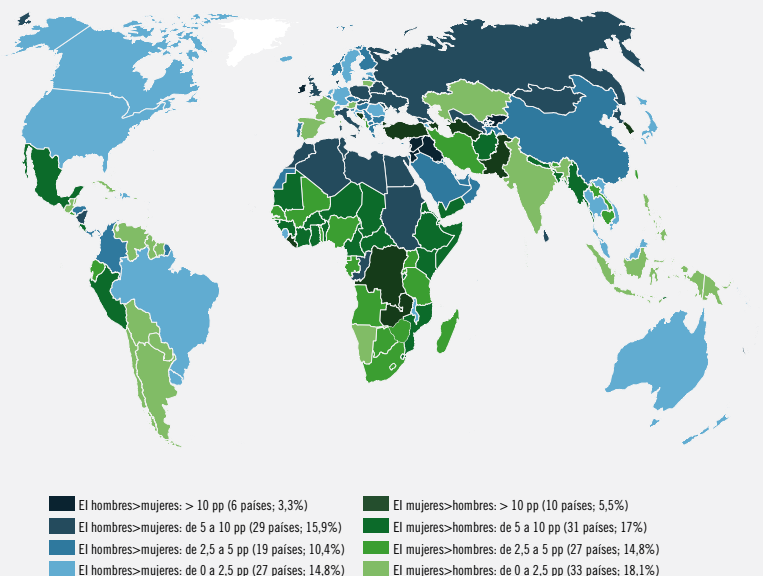 EI hombres>mujeres: > 10 pp (6 países; 3,3%)
EI hombres>mujeres: de 5 a 10 pp (29 países; 15,9%)
EI hombres>mujeres: de 2,5 a 5 pp (19 países; 10,4%)
EI hombres>mujeres: de 0 a 2,5 pp (27 países; 14,8%)
EI mujeres>hombres: > 10 pp (10 países; 5,5%)
EI mujeres>hombres: de 5 a 10 pp (31 países; 17%)
EI mujeres>hombres: de 2,5 a 5 pp (27 países; 14,8%)
EI mujeres>hombres: de 0 a 2,5 pp (33 países; 18,1%)